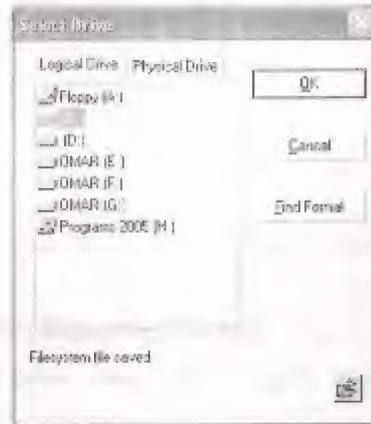 Select Drive
Logical Drive Physical Drive
Floppy (A:)
(D:)
OMAR (E:)
OMAR (F:)
OMAR (G:)
Programs 2005 (H:)
OK
Cancel
Find Format
Filesystem file saved